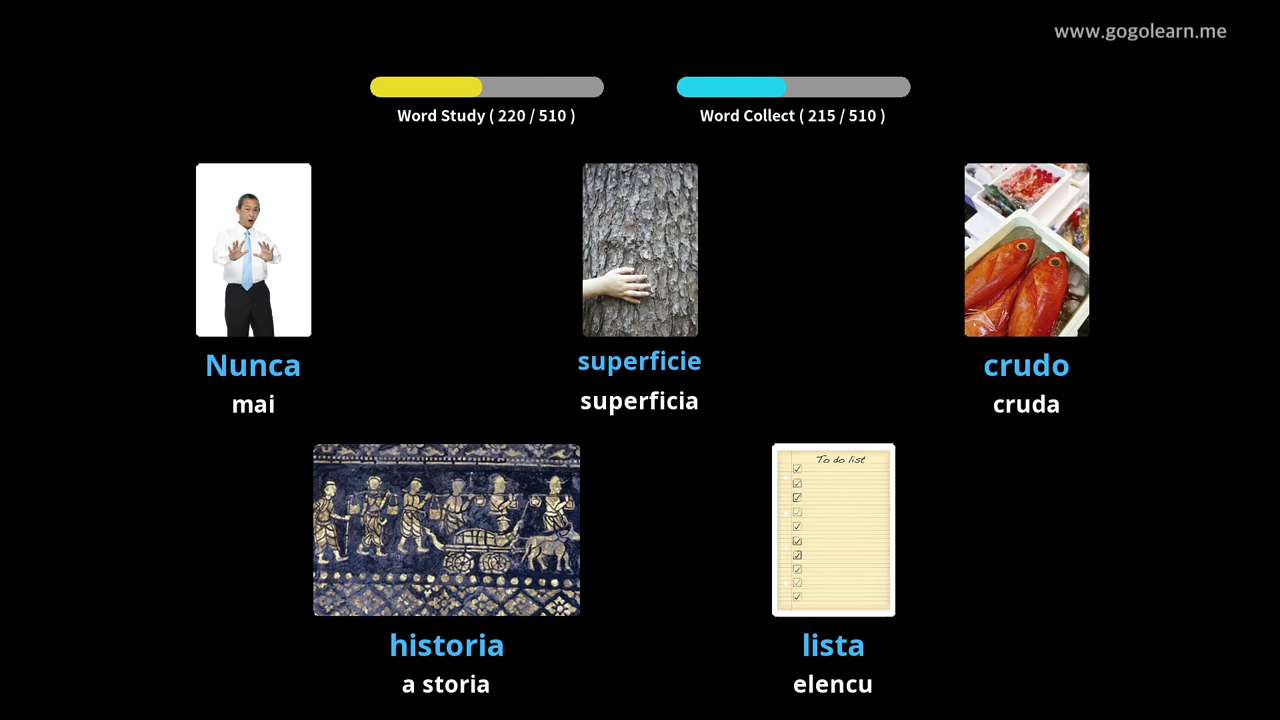 www.gogolearn.me
Word Study ( 220 / 510 )
Word Collect ( 215 / 510 )
Nunca
mai
superficie
superficia
crudo
cruda
To do list
historia
a storia
lista
elencu